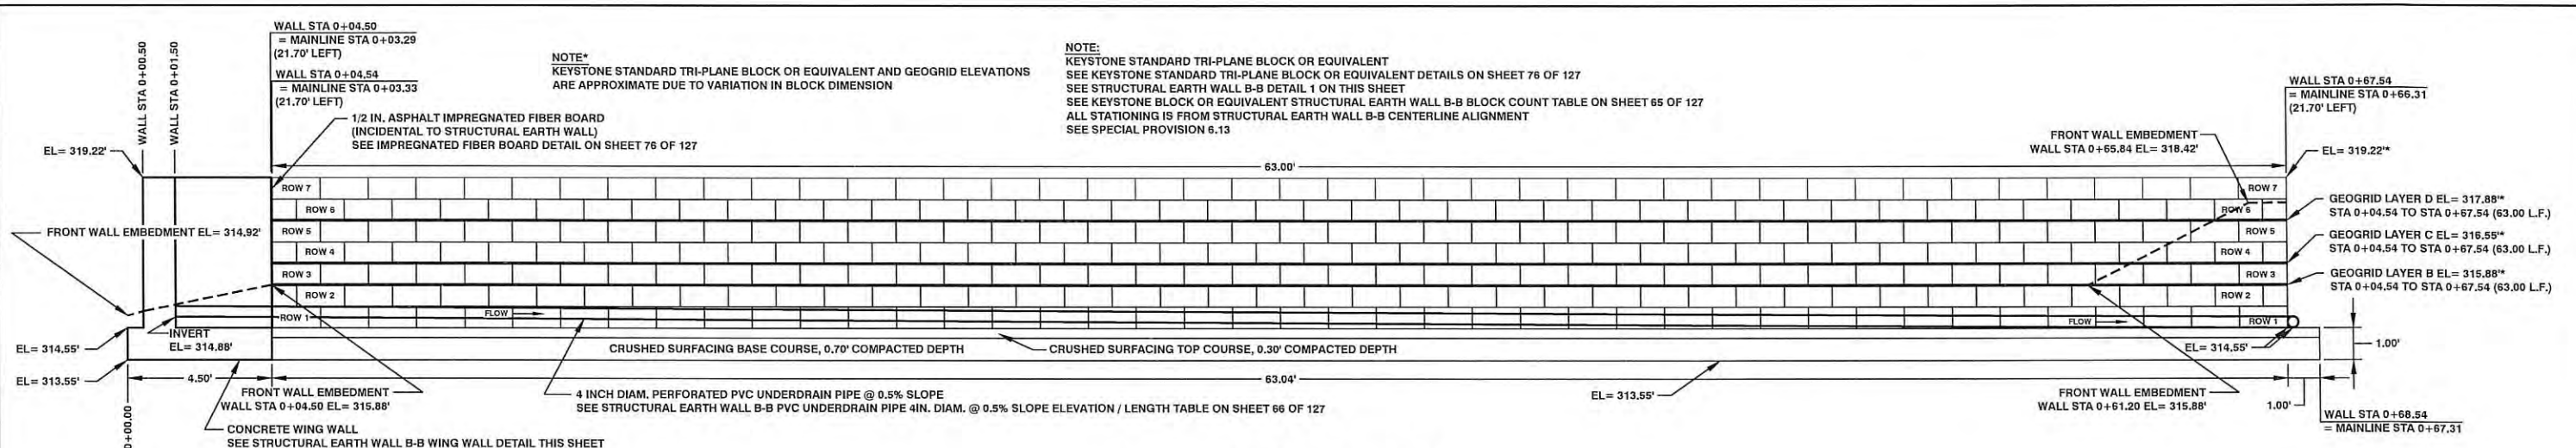 WALL STA 0+00.50
WALL STA 0+01.50
WALL STA 0+04.50
= MAINLINE STA 0+03.29
(21.70' LEFT)
WALL STA 0+04.54
= MAINLINE STA 0+03.33
(21.70' LEFT)
1/2 IN. ASPHALT IMPREGNATED FIBER BOARD
(INCIDENTAL TO STRUCTURAL EARTH WALL)
SEE IMPREGNATED FIBER BOARD DETAIL ON SHEET 76 OF 127
NOTE*
KEYSTONE STANDARD TRI-PLANE BLOCK OR EQUIVALENT AND GEOGRID ELEVATIONS
ARE APPROXIMATE DUE TO VARIATION IN BLOCK DIMENSION
NOTE:
KEYSTONE STANDARD TRI-PLANE BLOCK OR EQUIVALENT
SEE KEYSTONE STANDARD TRI-PLANE BLOCK OR EQUIVALENT DETAILS ON SHEET 76 OF 127
SEE STRUCTURAL EARTH WALL B-B DETAIL 1 ON THIS SHEET
SEE KEYSTONE BLOCK OR EQUIVALENT STRUCTURAL EARTH WALL B-B BLOCK COUNT TABLE ON SHEET 65 OF 127
ALL STATIONING IS FROM STRUCTURAL EARTH WALL B-B CENTERLINE ALIGNMENT
SEE SPECIAL PROVISION 6.13
WALL STA 0+67.54
= MAINLINE STA 0+66.31
(21.70' LEFT)
FRONT WALL EMBEDMENT
WALL STA 0+65.84 EL= 318.42'
EL= 319.22'
EL= 319.22'*
63.00'
ROW 7
ROW 7
ROW 6
ROW 6
ROW 5
ROW 5
ROW 4
ROW 4
ROW 3
ROW 3
ROW 2
ROW 2
ROW 1
FLOW
FLOW
ROW 1
GEOGRID LAYER D EL= 317.88'*
STA 0+04.54 TO STA 0+67.54 (63.00 L.F.)
GEOGRID LAYER C EL= 316.55'*
STA 0+04.54 TO STA 0+67.54 (63.00 L.F.)
GEOGRID LAYER B EL= 315.88'*
STA 0+04.54 TO STA 0+67.54 (63.00 L.F.)
FRONT WALL EMBEDMENT EL= 314.92'
INVERT
EL= 314.88'
EL= 314.55'
EL= 313.55'
CRUSHED SURFACING BASE COURSE, 0.70' COMPACTED DEPTH
CRUSHED SURFACING TOP COURSE, 0.30' COMPACTED DEPTH
EL= 314.55'
1.00'
4.50'
63.04'
FRONT WALL EMBEDMENT
WALL STA 0+04.50 EL= 315.88'
4 INCH DIAM. PERFORATED PVC UNDERDRAIN PIPE @ 0.5% SLOPE
SEE STRUCTURAL EARTH WALL B-B PVC UNDERDRAIN PIPE 4IN. DIAM. @ 0.5% SLOPE ELEVATION / LENGTH TABLE ON SHEET 66 OF 127
EL= 313.55'
FRONT WALL EMBEDMENT
WALL STA 0+61.20 EL= 315.88'
1.00'
WALL STA 0+68.54
= MAINLINE STA 0+67.31
0+00.00
CONCRETE WING WALL
SEE STRUCTURAL EARTH WALL B-B WING WALL DETAIL THIS SHEET